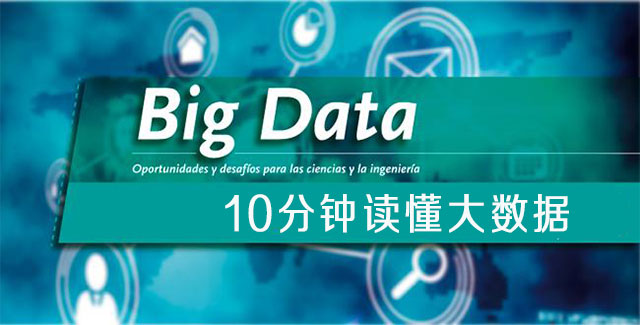 Big Data
Oportunidades y desafíos para las ciencias y la ingeniería
10分钟读懂大数据